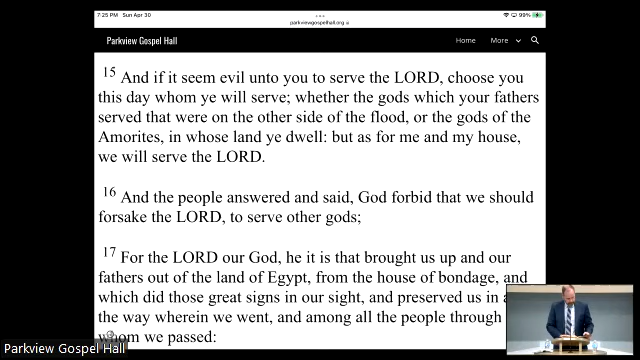 7:25 PM Sun Apr 30
99%
parkviewgospelhall.org
Parkview Gospel Hall
Home More
15 And if it seem evil unto you to serve the LORD, choose you
this day whom ye will serve; whether the gods which your fathers
served that were on the other side of the flood, or the gods of the
Amorites, in whose land ye dwell: but as for me and my house,
we will serve the LORD.
16 And the people answered and said, God forbid that we should
forsake the LORD, to serve other gods;
17 For the LORD our God, he it is that brought us up and our
fathers out of the land of Egypt, from the house of bondage, and
which did those great signs in our sight, and preserved us in
the way wherein we went, and among all the people through
whom we passed:
Parkview Gospel Hall